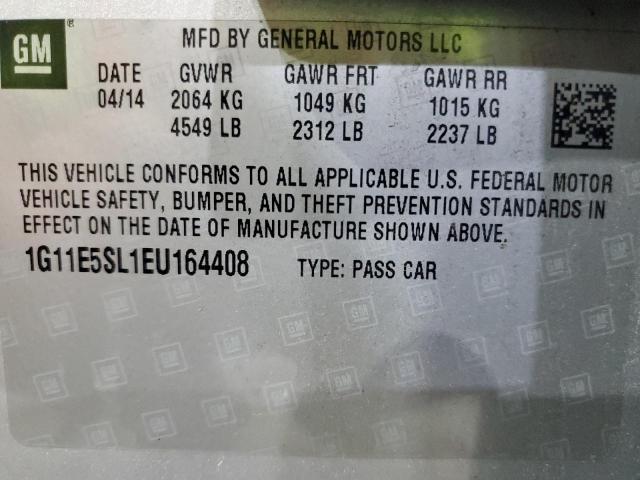 GM ®
MFD BY GENERAL MOTORS LLC
DATE GVWR GAWR FRT GAWR RR
04/14 2064 KG 1049 KG 1015 KG
4549 LB 2312 LB 2237 LB
THIS VEHICLE CONFORMS TO ALL APPLICABLE U.S. FEDERAL MOTOR
VEHICLE SAFETY, BUMPER, AND THEFT PREVENTION STANDARDS IN
EFFECT ON THE DATE OF MANUFACTURE SHOWN ABOVE.
1G11E5SL1EU164408 TYPE: PASS CAR